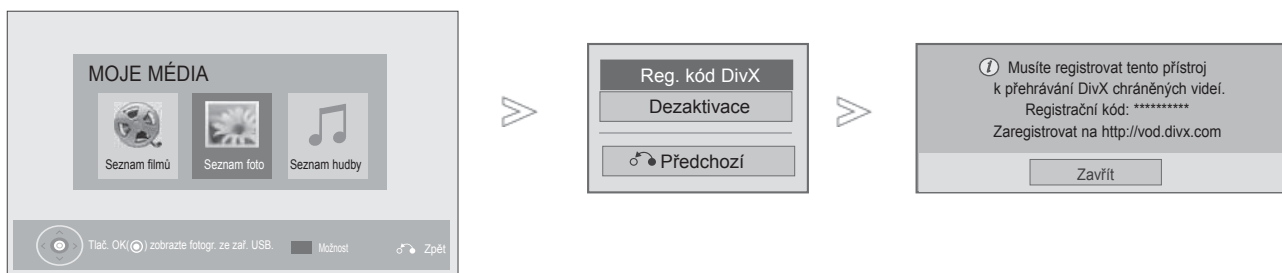 MOJE MÉDIA
Seznam filmů
Seznam foto
Seznam hudby
Tlač. OK(◉) zobrazte fotogr. ze zař. USB.
Možnost
Zpět
Reg. kód DivX
Dezaktivace
Předchozí
Musíte registrovat tento přístroj
k přehrávání DivX chráněných videí.
Registrační kód: **********
Zaregistrovat na http://vod.divx.com
Zavřít